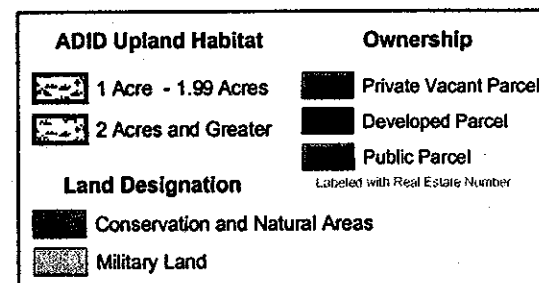 ADID Upland Habitat
1 Acre - 1.99 Acres
2 Acres and Greater
Land Designation
Conservation and Natural Areas
Military Land
Ownership
Private Vacant Parcel
Developed Parcel
Public Parcel
Labeled with Real Estate Number